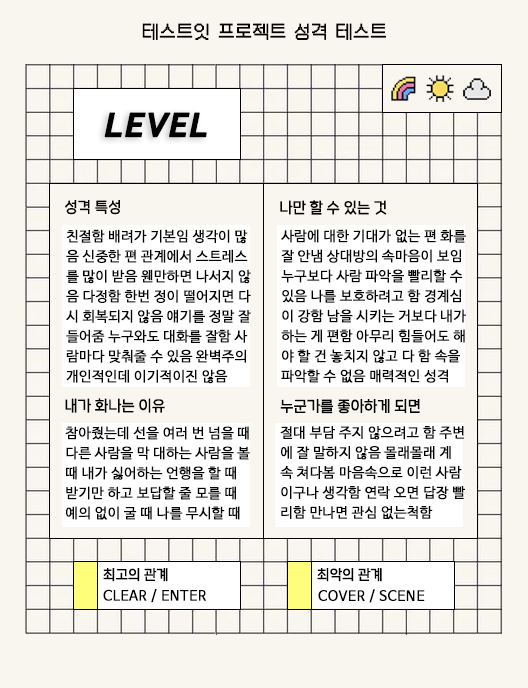 테스트잇 프로젝트 성격 테스트
LEVEL
성격 특성
친절함 배려가 기본임 생각이 많
음 신중한 편 관계에서 스트레스
를 많이 받음 웬만하면 나서지 않
음 다정함 한번 정이 떨어지면 다
시 회복되지 않음 얘기를 정말 잘
들어줌 누구와도 대화를 잘함 사
람마다 맞춰줄 수 있음 완벽주의
개인적인데 이기적이진 않음
나만 할 수 있는 것
사람에 대한 기대가 없는 편 화를
잘 안냄 상대방의 속마음이 보임
누구보다 사람 파악을 빨리할 수
있음 나를 보호하려고 함 경계심
이 강함 남을 시키는 거보다 내가
하는 게 편함 아무리 힘들어도 해
야 할 건 놓치지 않고 다 함 속을
파악할 수 없음 매력적인 성격
내가 화나는 이유
참아줬는데 선을 여러 번 넘을 때
다른 사람을 막 대하는 사람을 볼
때 내가 싫어하는 언행을 할 때
받기만 하고 보답할 줄 모를 때
예의 없이 굴 때 나를 무시할 때
누군가를 좋아하게 되면
절대 부담 주지 않으려고 함 주변
에 잘 말하지 않음 몰래몰래 계
속 쳐다봄 마음속으로 이런 사람
이구나 생각함 연락 오면 답장 빨
리함 만나면 관심 없는척함
최고의 관계
CLEAR / ENTER
최악의 관계
COVER / SCENE